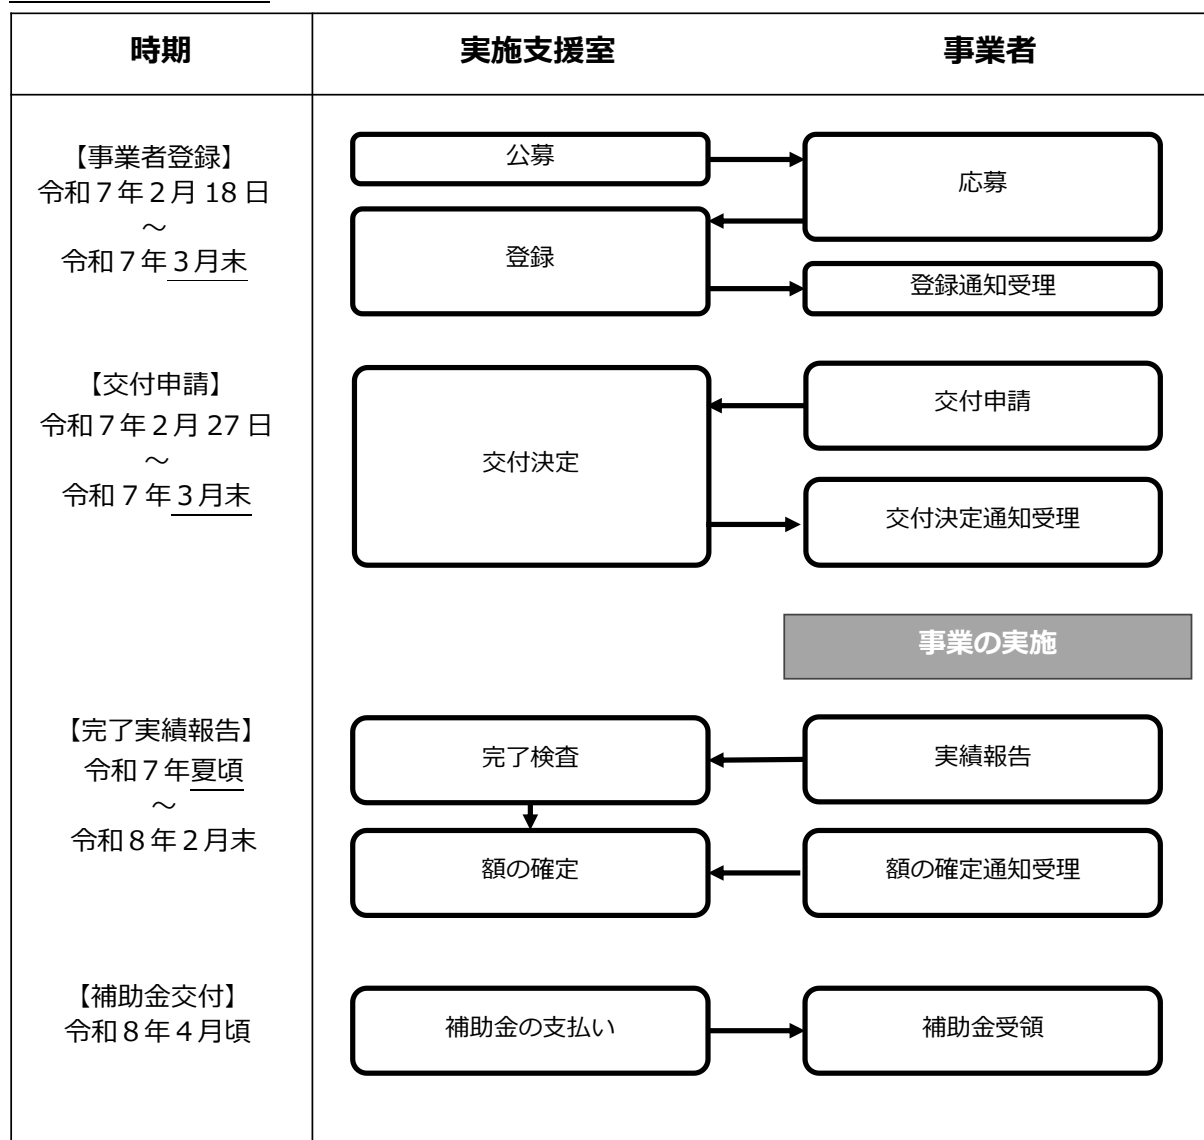 時期 実施支援室 事業者
【事業者登録】
令和７年２月 18 日
～
令和７年３月末
公募
応募
登録
登録通知受理
【交付申請】
令和７年２月 27 日
～
令和７年３月末
交付申請
交付決定
交付決定通知受理
事業の実施
【完了実績報告】
令和７年夏頃
～
令和８年２月末
完了検査
実績報告
額の確定
額の確定通知受理
【補助金交付】
令和８年４月頃
補助金の支払い
補助金受領